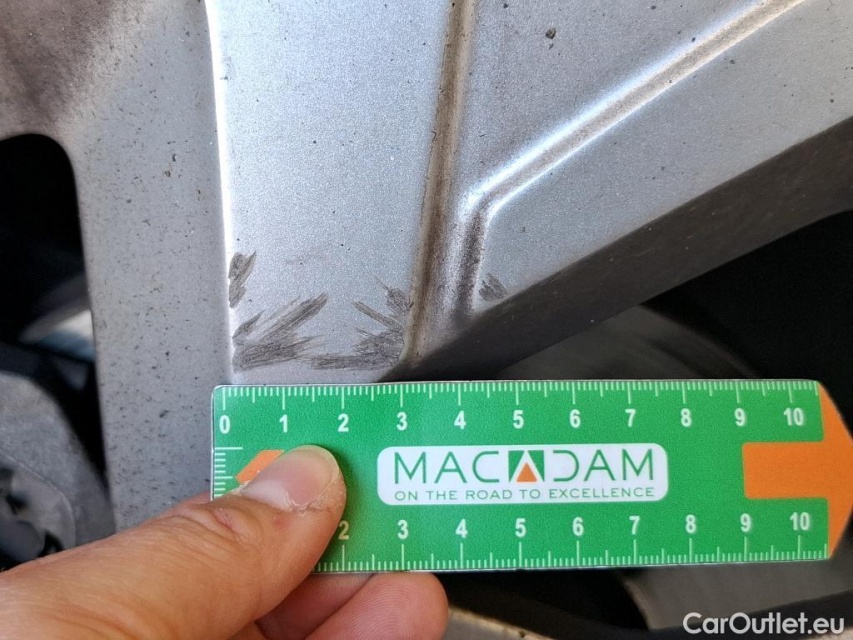 0 1 2 3 4 5 6 7 8 9 10
MACADAM
ON THE ROAD TO EXCELLENCE
2 3 4 5 6 7 8 9 10
CarOutlet.eu